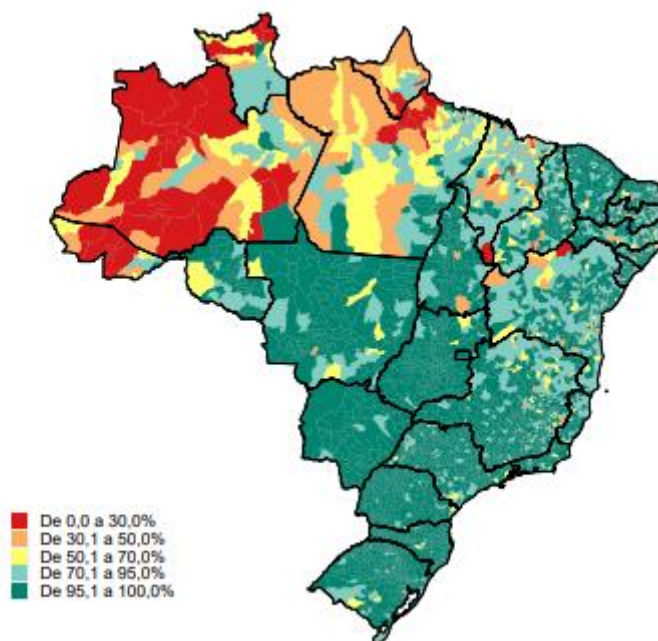 De 0,0 a 30,0%
De 30,1 a 50,0%
De 50,1 a 70,0%
De 70,1 a 95,0%
De 95,1 a 100,0%